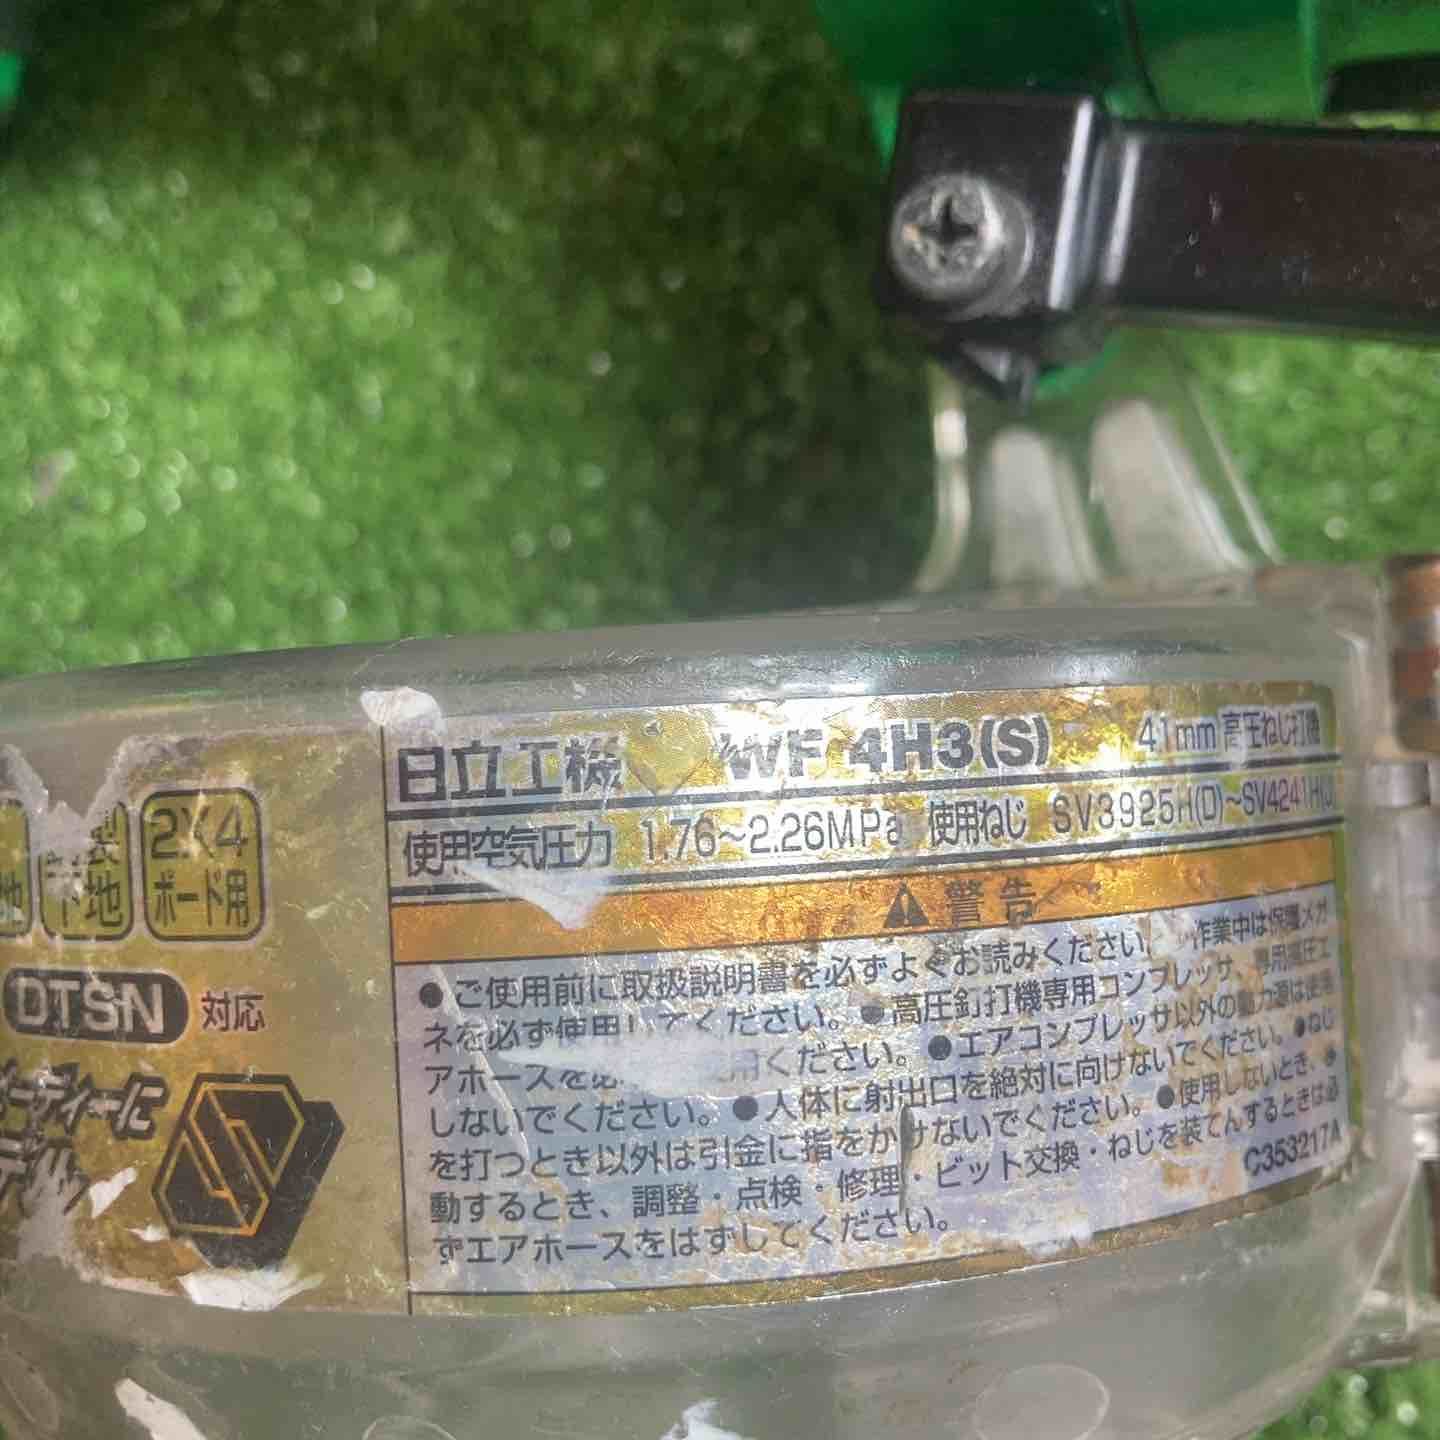 日立工機 WF 4H3(S) 41mm 高圧ねじ打機
使用空気圧力 1.76～2.26MPa 使用ねじ SV3925H(D)～SV4241H(J)
警告
●ご使用前に取扱説明書を必ずよくお読みください。 作業中は保護メガ
ネを必ず使用してください。●高圧釘打機専用コンプレッサ、専用高圧エ
アホースを必 用ください。●エアコンプレッサ以外の動力源は使用
しないでください。●人体に射出口を絶対に向けないでください。●ねじ
を打つとき以外は引金に指をかけないでください。●使用しないとき、移
動するとき、調整・点検・修理・ビット交換・ねじを装てんするときは必
ずエアホースをはずしてください。
C353217A
地 製 地 2X4
ボード用
DTSN 対応